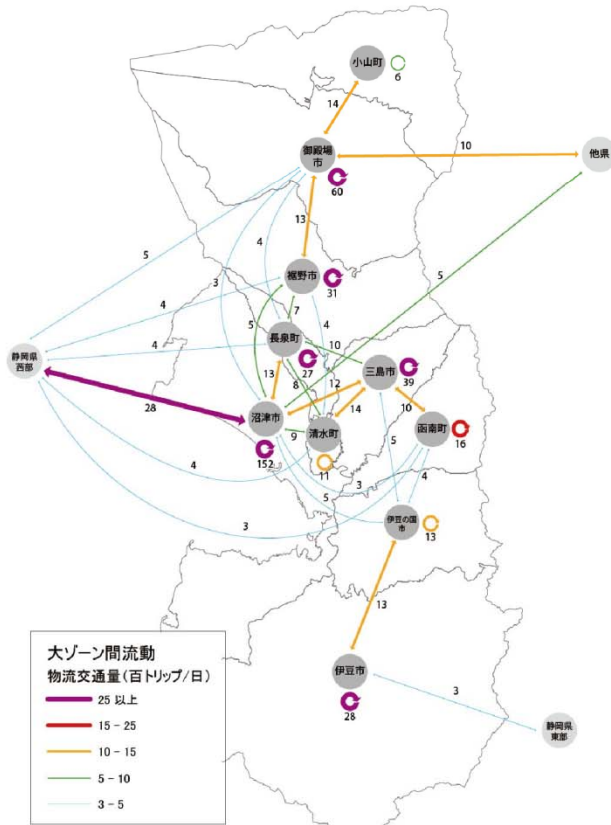 小山町
6
14
御殿場
市
60
10
他県
13
5
4
3
4
裾野市
31
5
7
4
5
静岡県
西部
4
長泉町
27
10
13
8
12
三島市
39
28
沼津市
152
9
清水町
11
14
10
函南町
16
4
5
3
4
3
5
伊豆の国
市
13
13
伊豆市
28
3
静岡県
東部
大ゾーン間流動
物流交通量(百トリップ/日)
25 以上
15 - 25
10 - 15
5 - 10
3 - 5